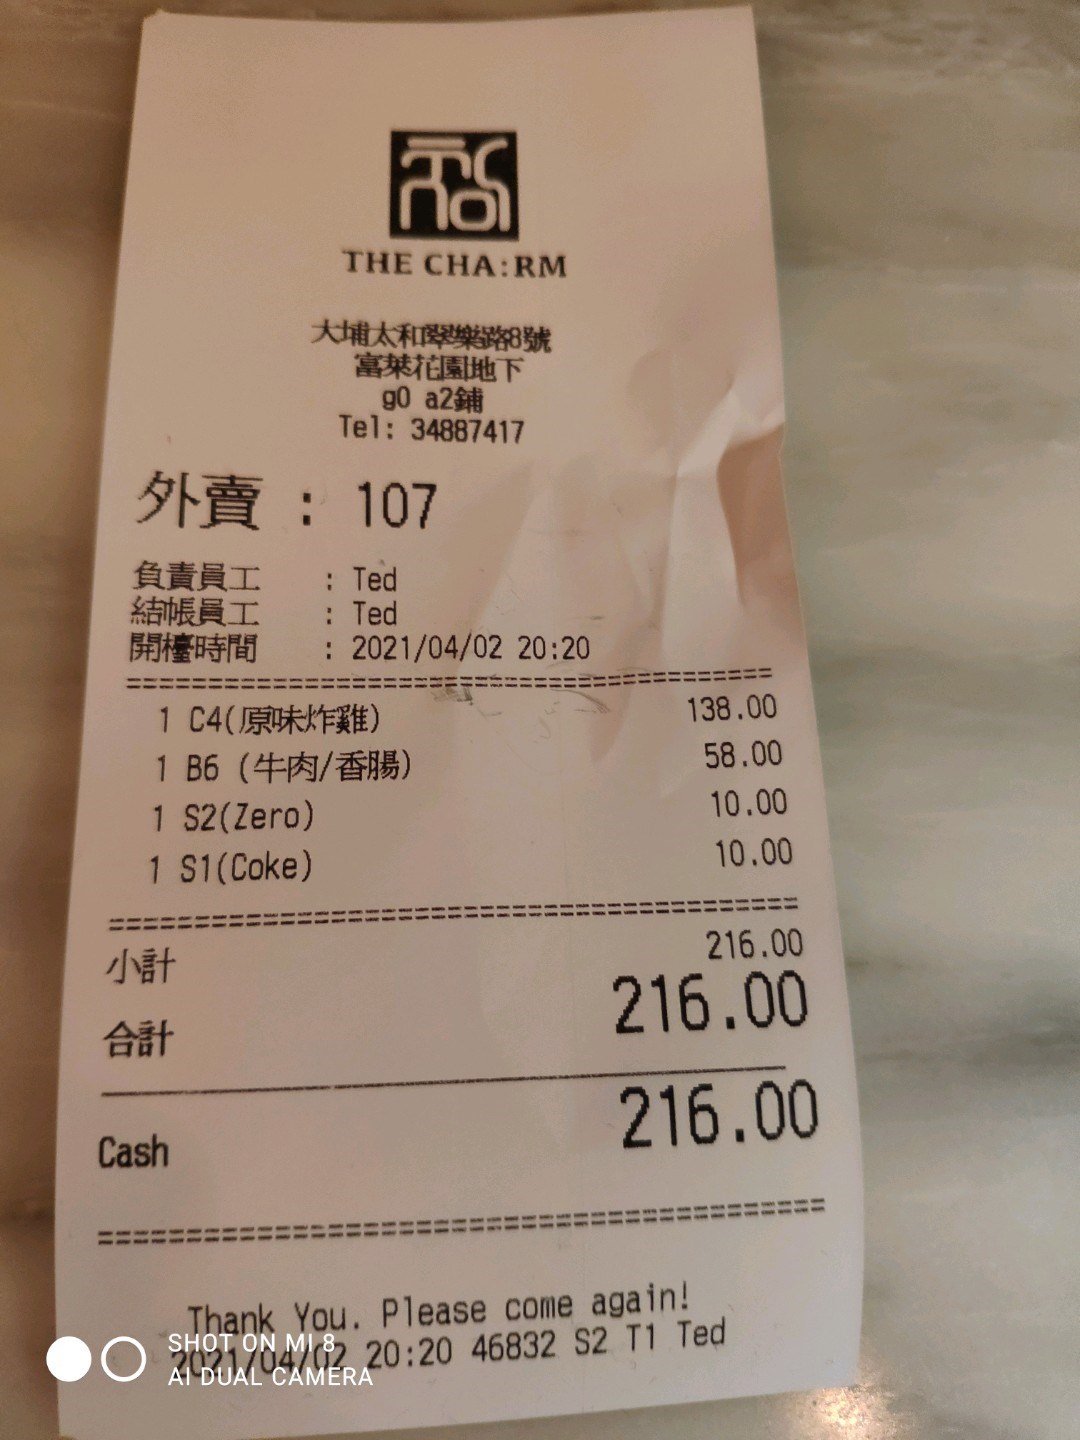 THE CHA:RM
大埔太和翠樂路8號
富萊花園地下
g0 a2鋪
Tel: 34887417
外賣 : 107
負責員工 : Ted
結帳員工 : Ted
開檯時間 : 2021/04/02 20:20
1 C4(原味炸雞) 138.00
1 B6 (牛肉/香腸) 58.00
1 S2(Zero) 10.00
1 S1(Coke) 10.00
小計 216.00
合計 216.00
Cash 216.00
Thank You. Please come again!
2021/04/02 20:20 46832 S2 T1 Ted
SHOT ON MI 8
AI DUAL CAMERA